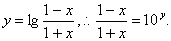 y = lg (1−x)/(1+x), ∴ (1−x)/(1+x) = 10^y.